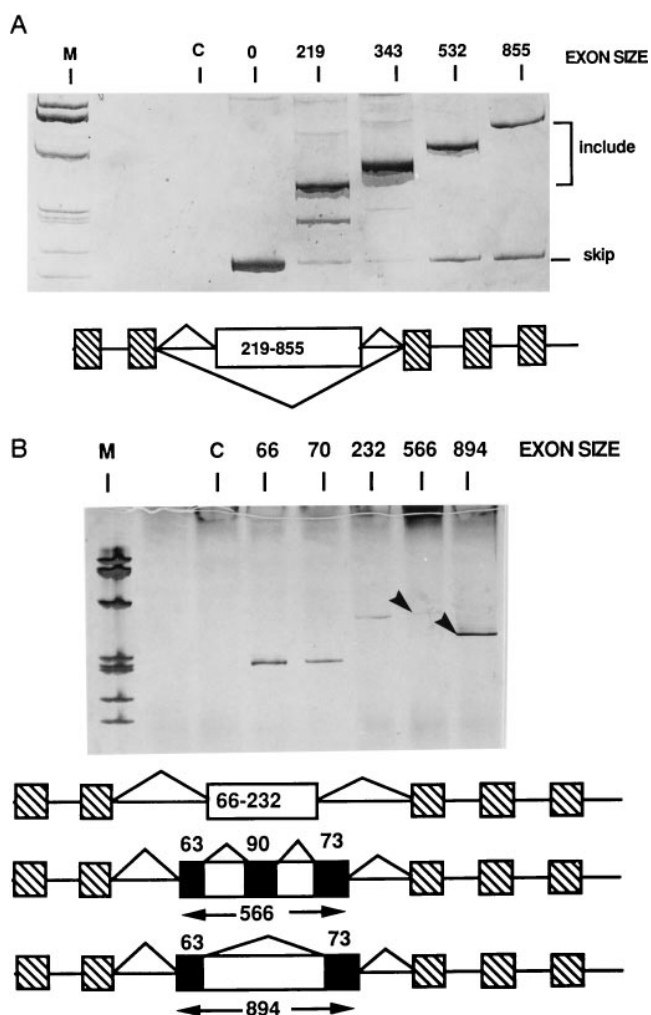 A
M C 0 219 343 532 855 EXON SIZE
include
skip
219-855
B
M C 66 70 232 566 894 EXON SIZE
66-232
63 90 73
566
63 73
894